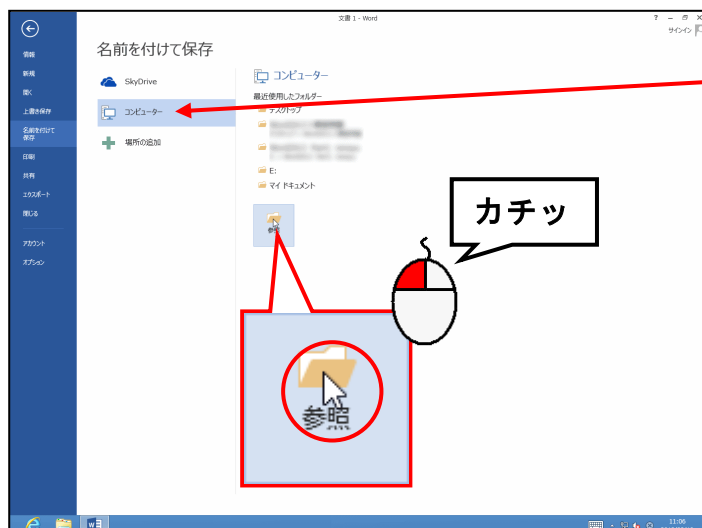 文書 1 - Word
? – X
サインイン
情報
新規
開く
上書き保存
名前を付けて
保存
印刷
共有
エクスポート
閉じる
アカウント
オプション
名前を付けて保存
SkyDrive
コンピューター
場所の追加
コンピューター
最近使用したフォルダー
デスクトップ
E:
マイ ドキュメント
参照
カチッ
参照
11:06